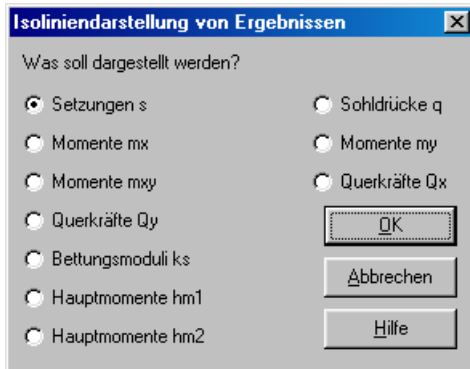 Isoliniendarstellung von Ergebnissen
Was soll dargestellt werden?
Setzungen s
Sohldrücke q
Momente mx
Momente my
Momente mxy
Querkräfte Qx
Querkräfte Qy
OK
Bettungsmoduli ks
Abbrechen
Hauptmomente hm1
Hilfe
Hauptmomente hm2